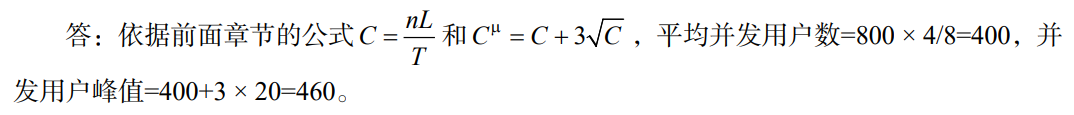 答：依据前面章节的公式 C = nL/T 和 C^μ = C + 3√C ，平均并发用户数=800 × 4/8=400，并
发用户峰值=400+3 × 20=460。